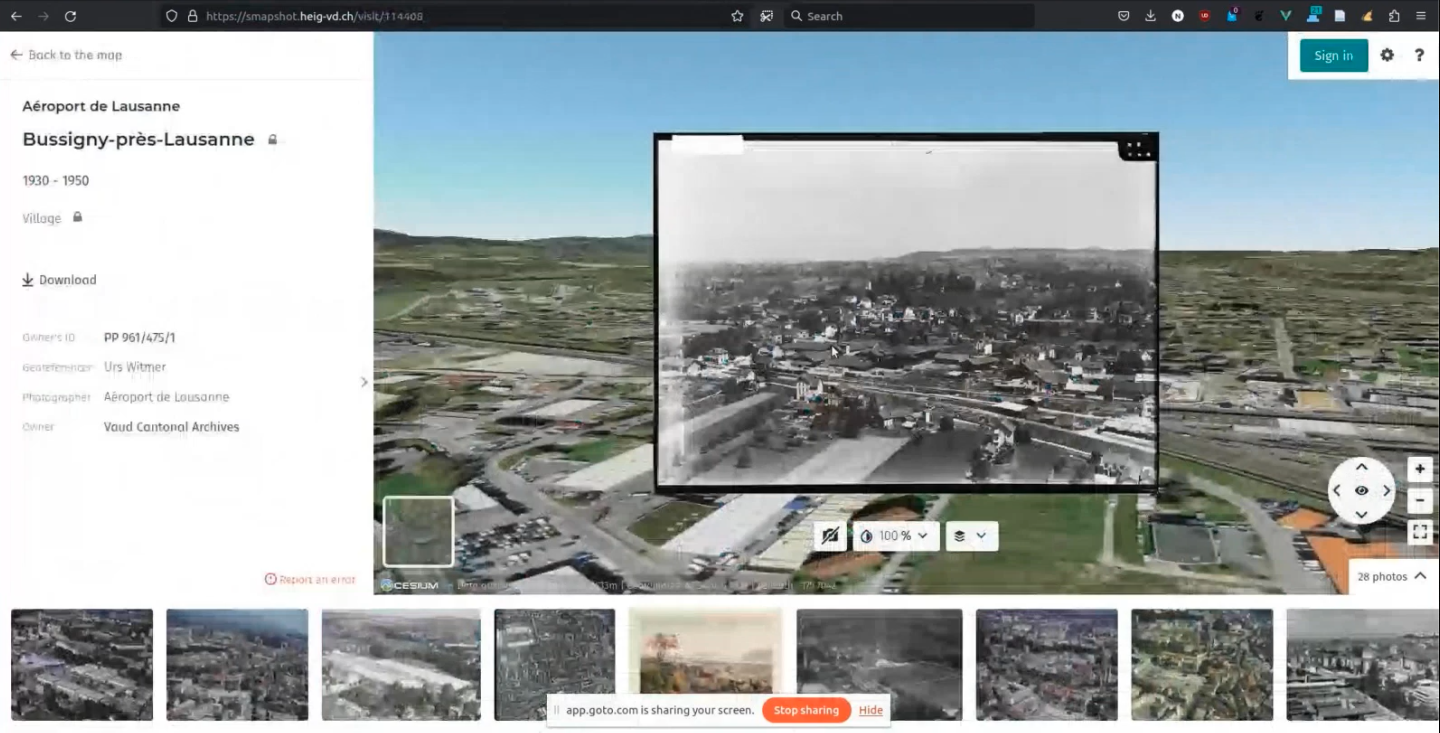 https://smapshot.heig-vd.ch/visit/114408
Search
Back to the map
Sign in
?
Aéroport de Lausanne
Bussigny-près-Lausanne
1930 - 1950
Village
Download
Owner's ID PP 961/475/1
Georeferencer Urs Witmer
Photographer Aéroport de Lausanne
Owner Vaud Cantonal Archives
100 %
Report an error
CESIUM
28 photos
app.goto.com is sharing your screen.
Stop sharing
Hide